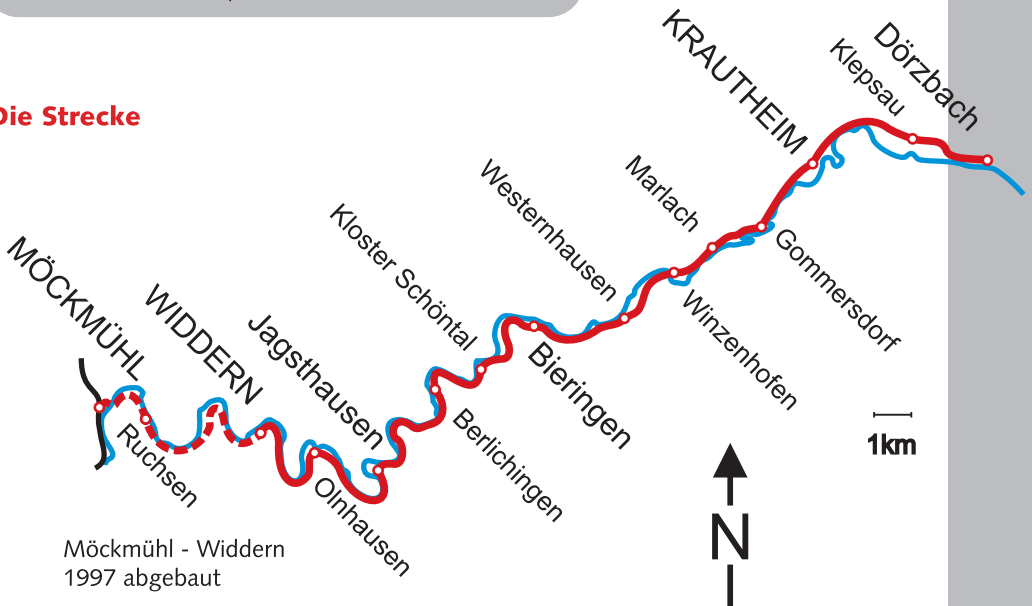 Die Strecke
MÖCKMÜHL
Ruchsen
WIDDERN
Olnhausen
Jagsthausen
Berlichingen
Kloster Schöntal
Bieringen
Westernhausen
Winzenhofen
Marlach
Gommersdorf
KRAUTHEIM
Klepsau
Dörzbach
1km
N
Möckmühl - Widdern
1997 abgebaut